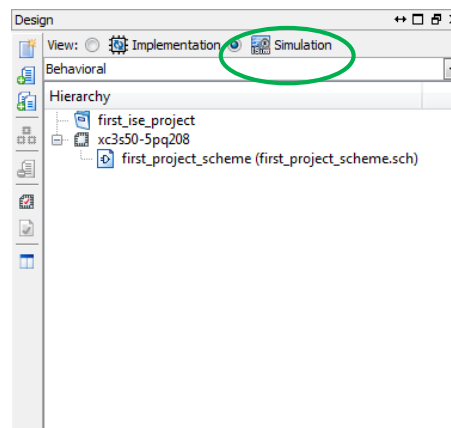 Design
View: Implementation Simulation
Behavioral
Hierarchy
first_ise_project
xc3s50-5pq208
first_project_scheme (first_project_scheme.sch)